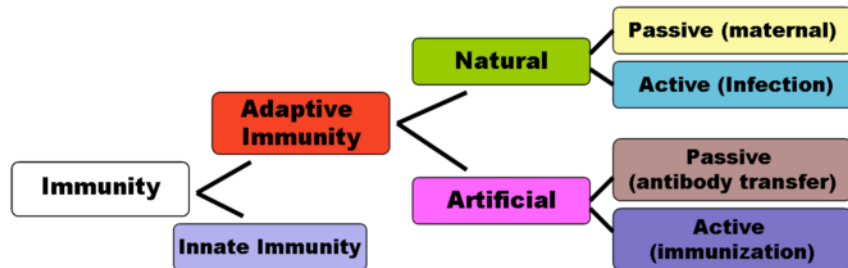 Passive (maternal)
Natural
Active (Infection)
Adaptive
Immunity
Passive
(antibody transfer)
Immunity
Artificial
Active
(immunization)
Innate Immunity